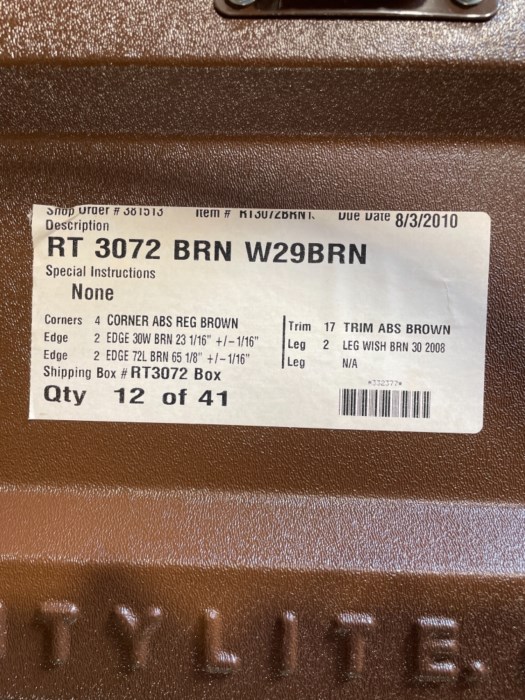 Shop Order # 381513 Item # Due Date 8/3/2010
Description
RT 3072 BRN W29BRN
Special Instructions
None
Corners 4 CORNER ABS REG BROWN
Edge 2 EDGE 30W BRN 23 1/16" +/-1/16"
Edge 2 EDGE 72L BRN 65 1/8" +/-1/16"
Trim 17 TRIM ABS BROWN
Leg 2 LEG WISH BRN 30 2008
Leg N/A
Shipping Box # RT3072 Box
Qty 12 of 41
*332377*
TYLITE.